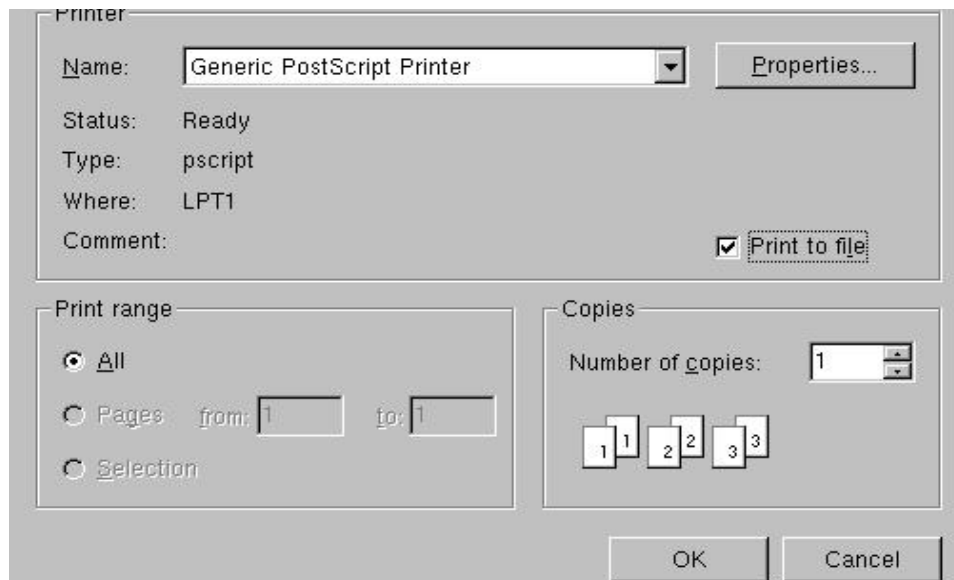 Printer
Name: Generic PostScript Printer Properties...
Status: Ready
Type: pscript
Where: LPT1
Comment: Print to file
Print range Copies
All Number of copies: 1
Pages from: 1 to: 1
1 1 2 2 3 3
Selection
OK Cancel